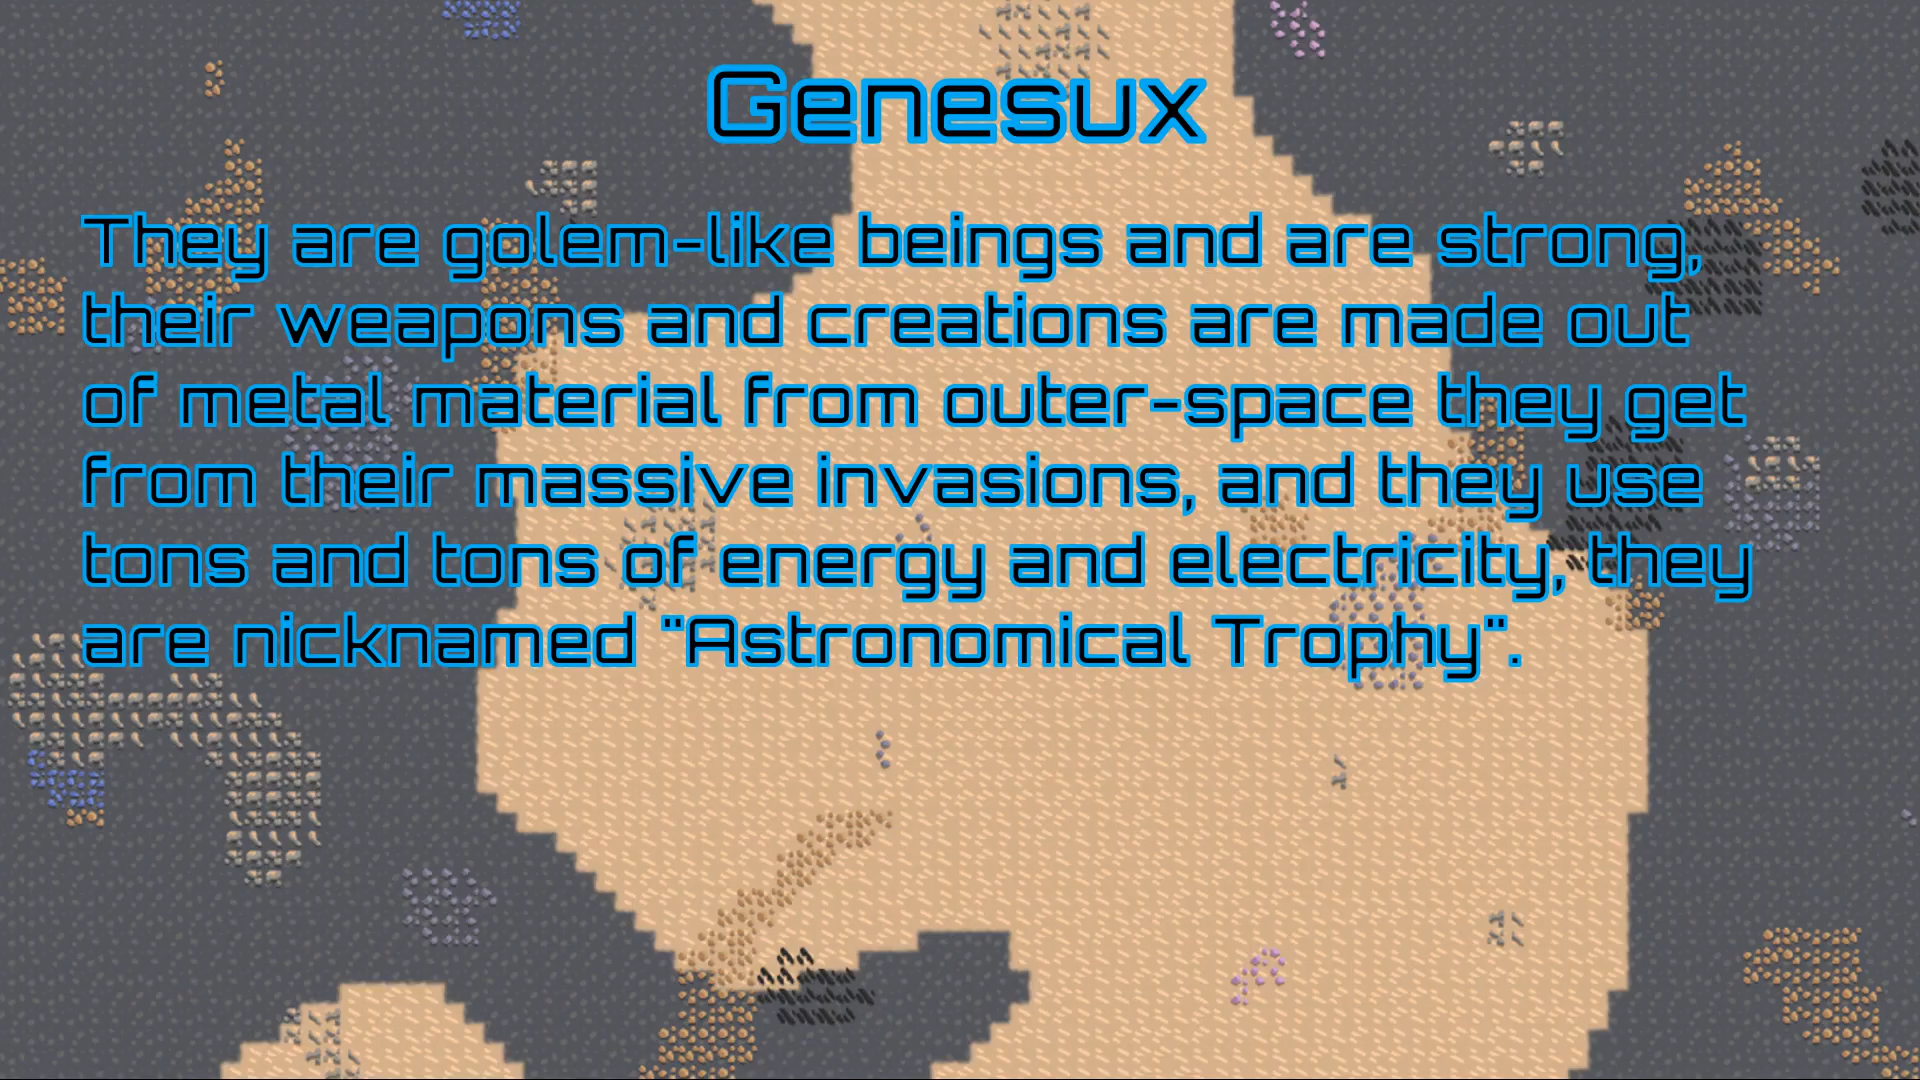 Genesux
They are golem-like beings and are strong,
their weapons and creations are made out
of metal material from outer-space they get
from their massive invasions, and they use
tons and tons of energy and electricity, they
are nicknamed "Astronomical Trophy".